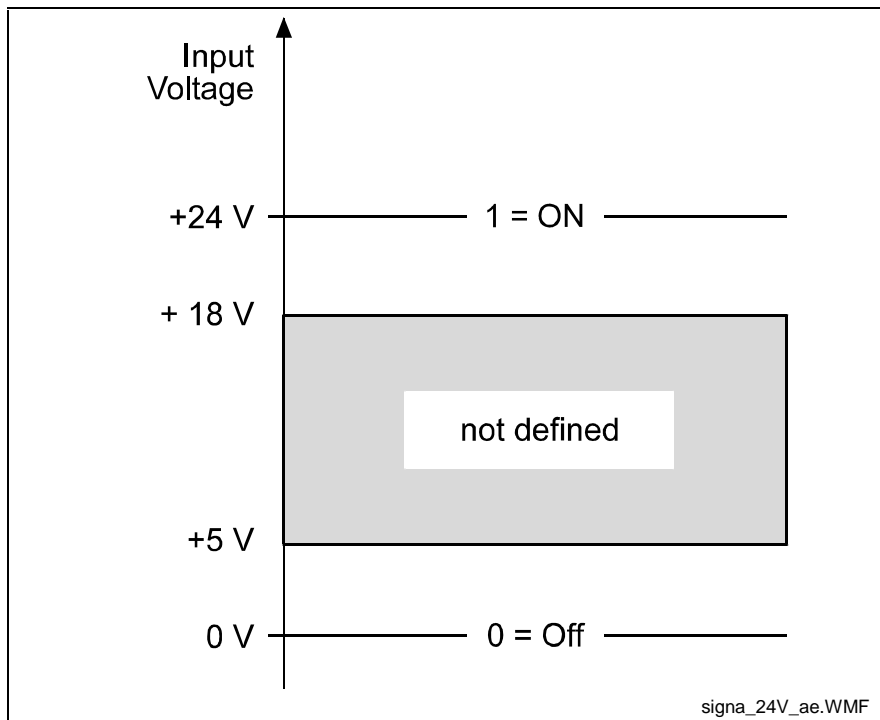 Input
Voltage
+24 V
1 = ON
+ 18 V
not defined
+5 V
0 V
0 = Off
signa_24V_ae.WMF